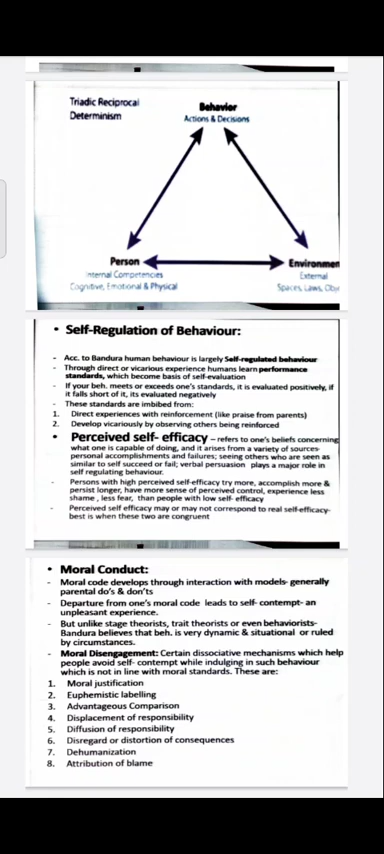 Triadic Reciprocal
Determinism
Behavior
Actions & Decisions
Person
Environmen
Internal Competencies
External
Cognitive, Emotional & Physical
Spaces, Laws, Obje
• Self-Regulation of Behaviour:
- Acc. to Bandura human behaviour is largely Self-regulated behaviour
- Through direct or vicarious experience humans learn performance
standards, which become basis of self-evaluation
- If your beh. meets or exceeds one's standards, it is evaluated positively, if
it falls short of it, its evaluated negatively
- These standards are imbibed from:
1. Direct experiences with reinforcement (like praise from parents)
2. Develop vicariously by observing others being reinforced
• Perceived self- efficacy – refers to one's beliefs concerning
what one is capable of doing, and it arises from a variety of sources-
personal accomplishments and failures; seeing others who are seen as
similar to self succeed or fail; verbal persuasion plays a major role in
self regulating behaviour.
- Persons with high perceived self-efficacy try more, accomplish more &
persist longer, have more sense of perceived control, experience less
shame , less fear, than people with low self- efficacy
- Perceived self efficacy may or may not correspond to real self-efficacy-
best is when these two are congruent
• Moral Conduct:
- Moral code develops through interaction with models- generally
parental do's & don'ts
- Departure from one's moral code leads to self- contempt- an
unpleasant experience.
- But unlike stage theorists, trait theorists or even behaviorists-
Bandura believes that beh. is very dynamic & situational or ruled
by circumstances.
- Moral Disengagement: Certain dissociative mechanisms which help
people avoid self- contempt while indulging in such behaviour
which is not in line with moral standards. These are:
1. Moral justification
2. Euphemistic labelling
3. Advantageous Comparison
4. Displacement of responsibility
5. Diffusion of responsibility
6. Disregard or distortion of consequences
7. Dehumanization
8. Attribution of blame